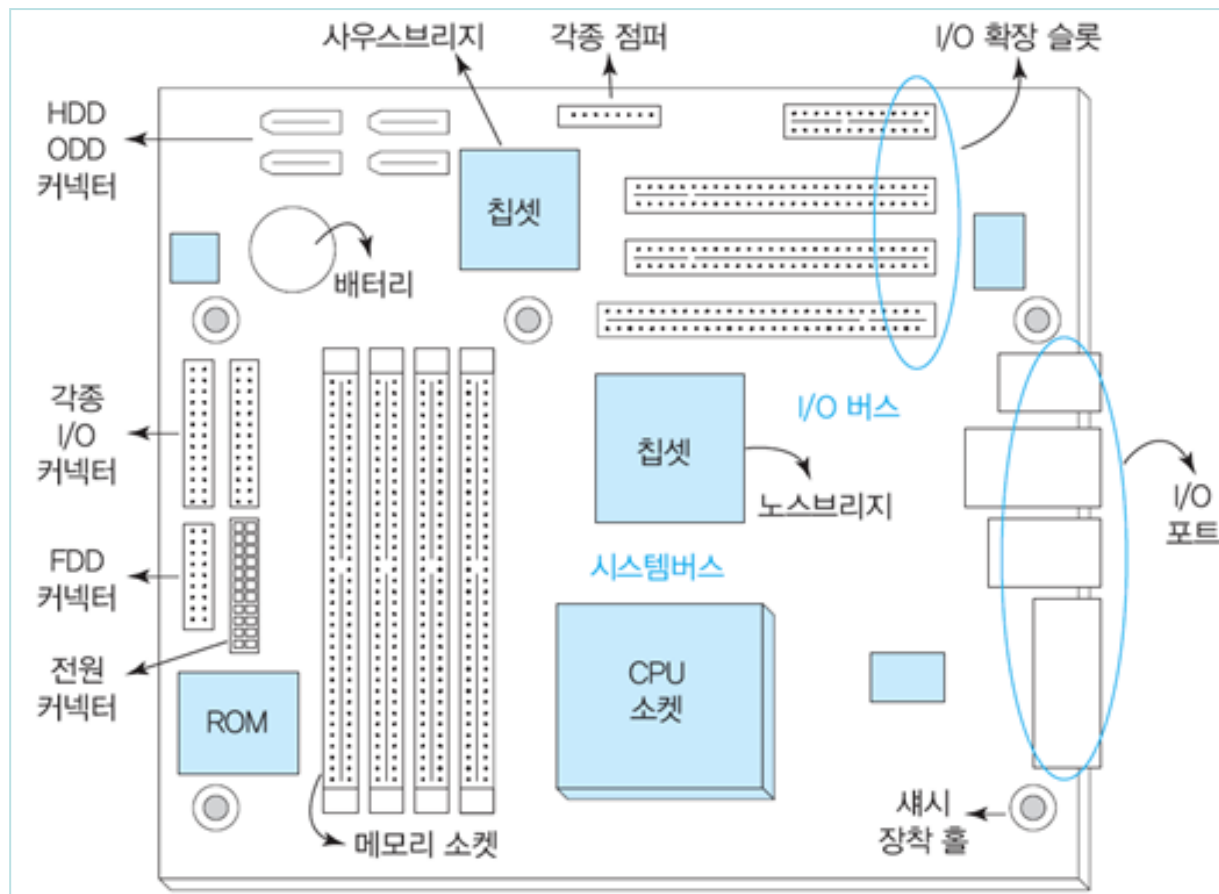 사우스브리지
각종 점퍼
I/O 확장 슬롯
HDD
ODD
커넥터
칩셋
배터리
각종
I/O
커넥터
I/O 버스
칩셋
노스브리지
I/O
포트
FDD
커넥터
시스템버스
전원
커넥터
ROM
CPU
소켓
메모리 소켓
섀시
장착 홀